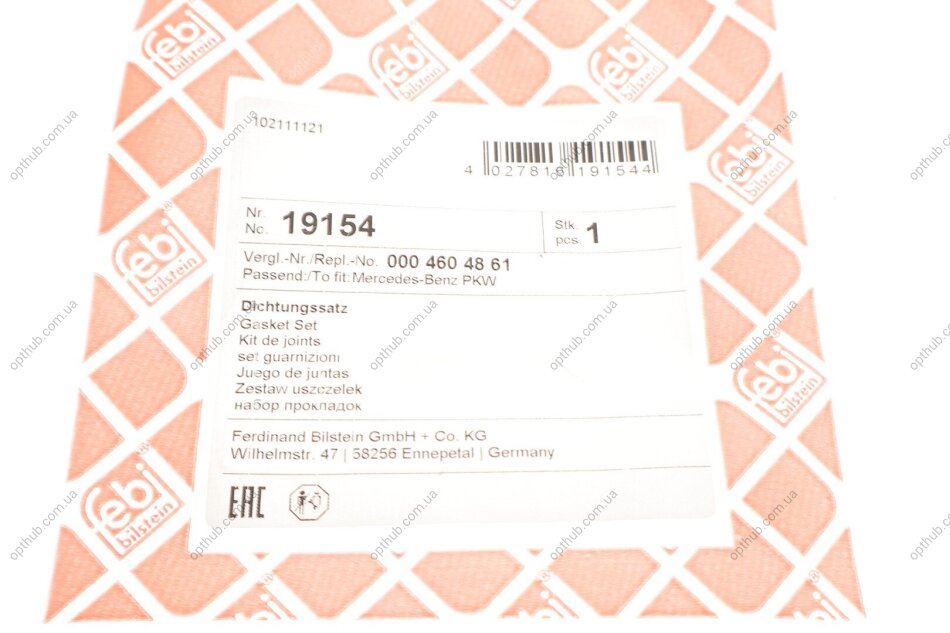 febi
bilstein
102111121
4 027816 191544
Nr.
No. 19154
Stk.
pcs. 1
Vergl.-Nr./Repl.-No. 000 460 48 61
Passend:/To fit: Mercedes-Benz PKW
Dichtungssatz
Gasket Set
Kit de joints
set guarnizioni
Juego de juntas
Zestaw uszczelek
набор прокладок
Ferdinand Bilstein GmbH + Co. KG
Wilhelmstr. 47 | 58256 Ennepetal | Germany
EAC
opthub.com.ua